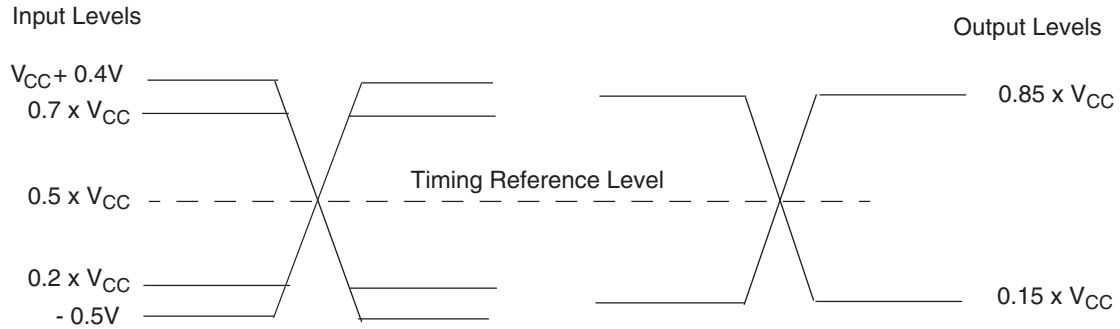 Input Levels
Output Levels
VCC + 0.4V
0.7 x VCC
0.85 x VCC
Timing Reference Level
0.5 x VCC
0.2 x VCC
0.15 x VCC
- 0.5V